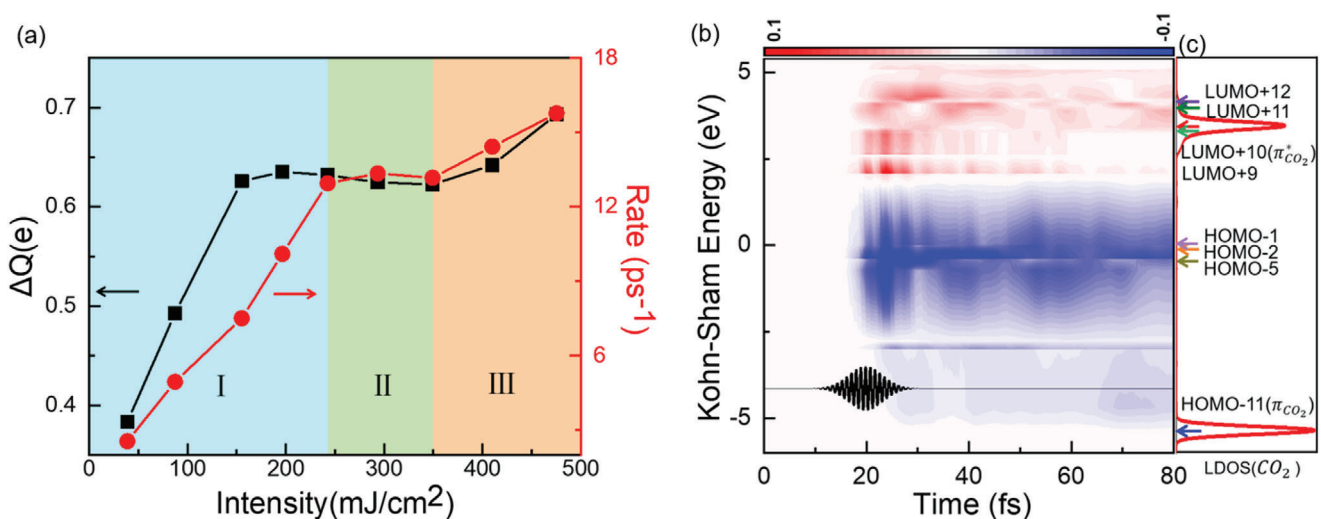 (a)
ΔQ(e)
0.7
0.6
0.5
0.4
I
II
III
18
12
6
Rate (ps-1)
0
100
200
300
400
500
Intensity(mJ/cm²)
(b)
0.1
-0.1
Kohn-Sham Energy (eV)
5
0
-5
0
20
40
60
80
Time (fs)
(c)
LUMO+12
LUMO+11
LUMO+10(π*CO₂)
LUMO+9
HOMO-1
HOMO-2
HOMO-5
HOMO-11(πCO₂)
LDOS(CO₂)